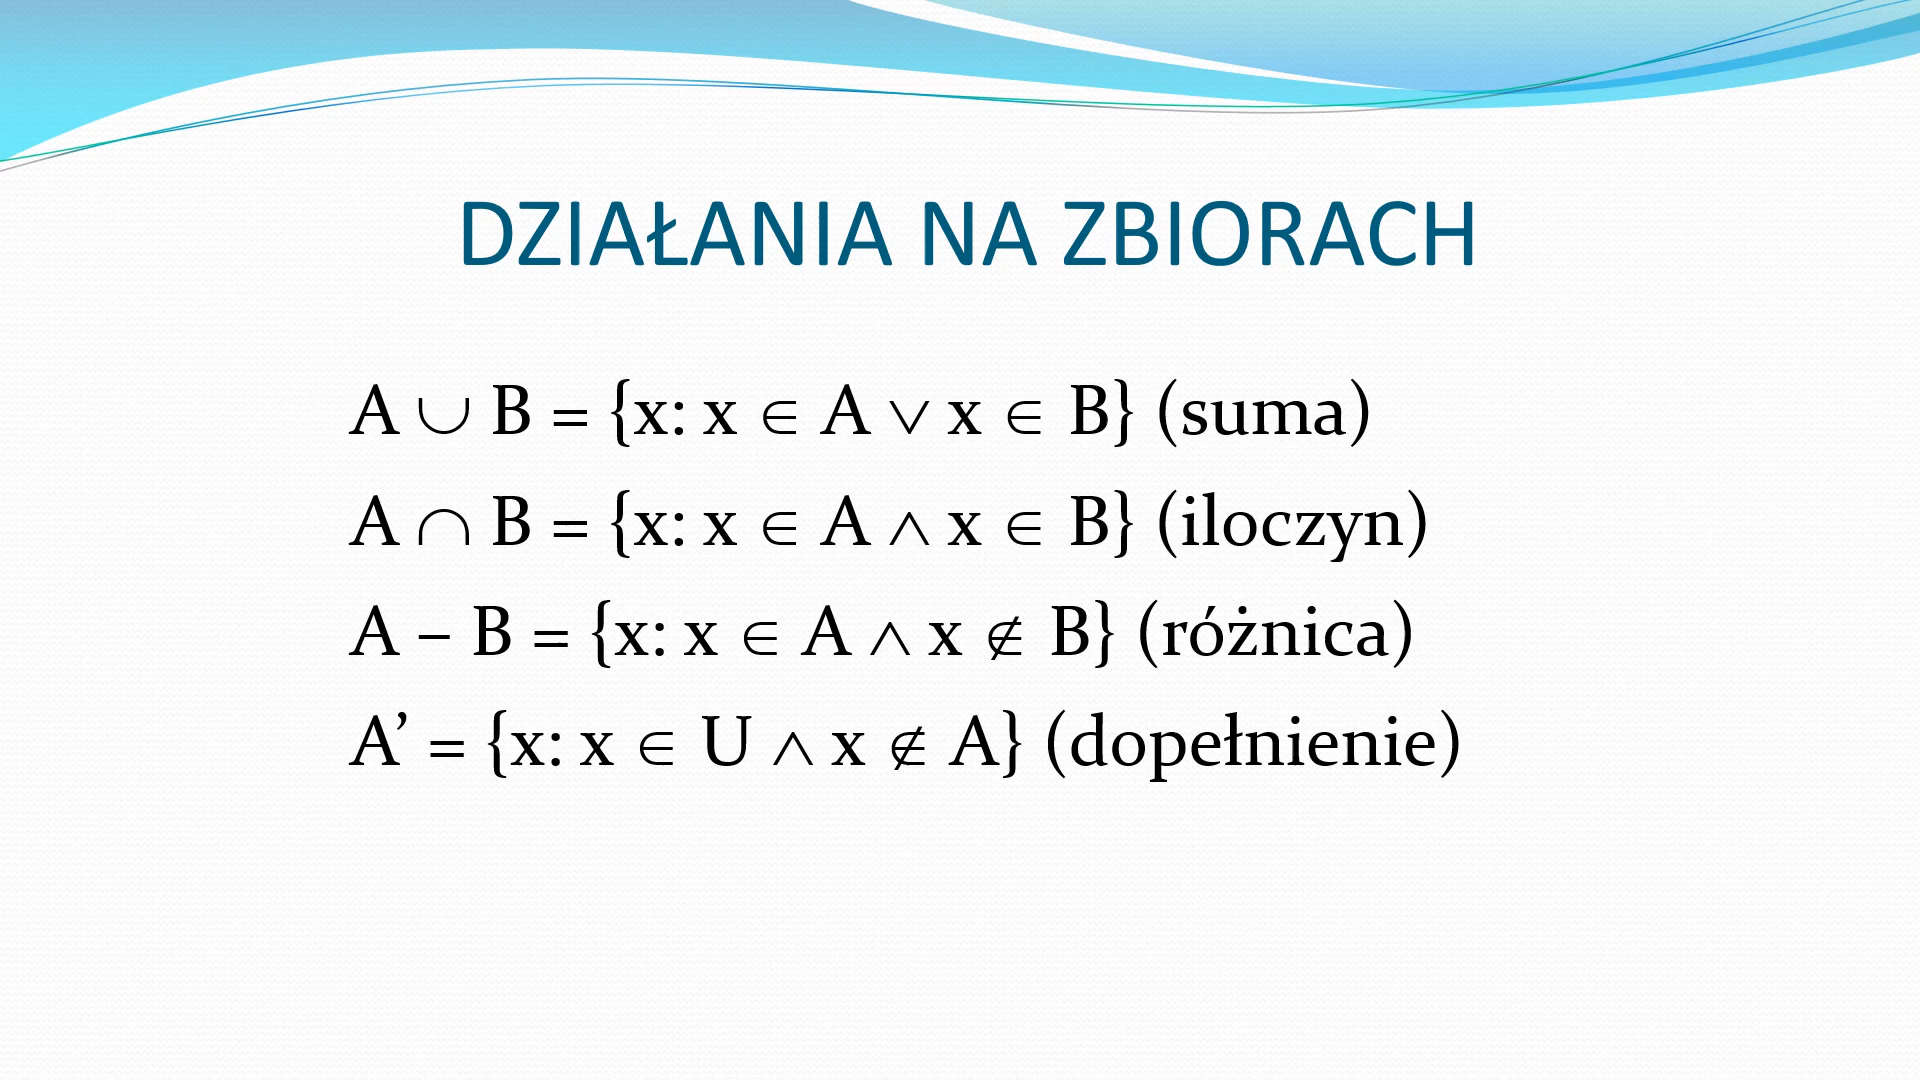 DZIAŁANIA NA ZBIORACH
A ∪ B = {x: x ∈ A ∨ x ∈ B} (suma)
A ∩ B = {x: x ∈ A ∧ x ∈ B} (iloczyn)
A – B = {x: x ∈ A ∧ x ∉ B} (różnica)
A’ = {x: x ∈ U ∧ x ∉ A} (dopełnienie)